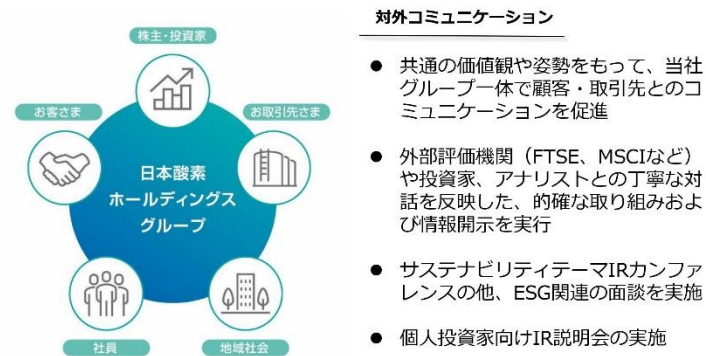 株主・投資家
お客さま
お取引先さま
日本酸素
ホールディングス
グループ
社員
地域社会
対外コミュニケーション
● 共通の価値観や姿勢をもって、当社
グループ一体で顧客・取引先とのコ
ミュニケーションを促進
● 外部評価機関（FTSE、MSCIなど）
や投資家、アナリストとの丁寧な対
話を反映した、的確な取り組みおよ
び情報開示を実行
● サステナビリティテーマIRカンファ
レンスの他、ESG関連の面談を実施
● 個人投資家向けIR説明会の実施